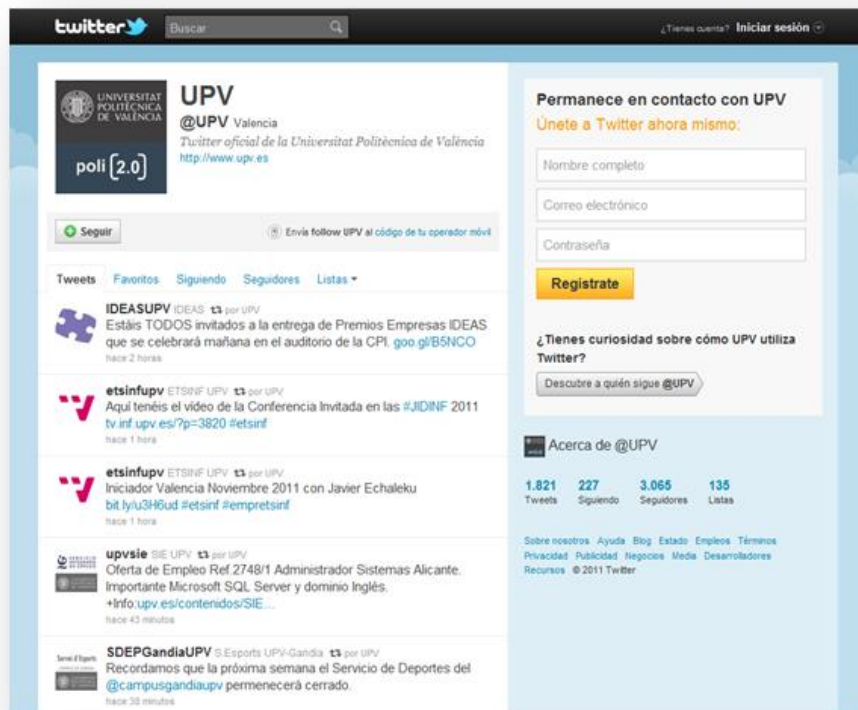 twitter
Buscar
¿Tienes cuenta? Iniciar sesión
UNIVERSITAT
POLITÈCNICA
DE VALÈNCIA
poli [2.0]
UPV
@UPV Valencia
Twitter oficial de la Universitat Politècnica de València
http://www.upv.es
Seguir
Envía follow UPV al código de tu operador móvil
Tweets Favoritos Siguiendo Seguidores Listas
IDEASUPV IDEAS por UPV
Estáis TODOS invitados a la entrega de Premios Empresas IDEAS
que se celebrará mañana en el auditorio de la CPI. goo.gl/B5NCO
hace 2 horas
etsinfupv ETSINF UPV por UPV
Aquí tenéis el vídeo de la Conferencia Invitada en las #JIDINF 2011
tv.inf.upv.es/?p=3820 #etsinf
hace 1 hora
etsinfupv ETSINF UPV por UPV
Iniciador Valencia Noviembre 2011 con Javier Echaleku
bit.ly/u3H6ud #etsinf #empretsinf
hace 1 hora
upvsie SIE UPV por UPV
Oferta de Empleo Ref.2748/1 Administrador Sistemas Alicante.
Importante Microsoft SQL Server y dominio Inglés.
+Info:upv.es/contenidos/SIE...
hace 43 minutos
Servei d'Esports
SDEPGandiaUPV S.Esports UPV-Gandia por UPV
Recordamos que la próxima semana el Servicio de Deportes del
@campusgandiaupv permenecerá cerrado.
hace 38 minutos
Permanece en contacto con UPV
Únete a Twitter ahora mismo:
Nombre completo
Correo electrónico
Contraseña
Regístrate
¿Tienes curiosidad sobre cómo UPV utiliza
Twitter?
Descubre a quién sigue @UPV
Acerca de @UPV
1.821 227 3.065 135
Tweets Siguiendo Seguidores Listas
Sobre nosotros Ayuda Blog Estado Empleos Términos
Privacidad Publicidad Negocios Media Desarrolladores
Recursos © 2011 Twitter